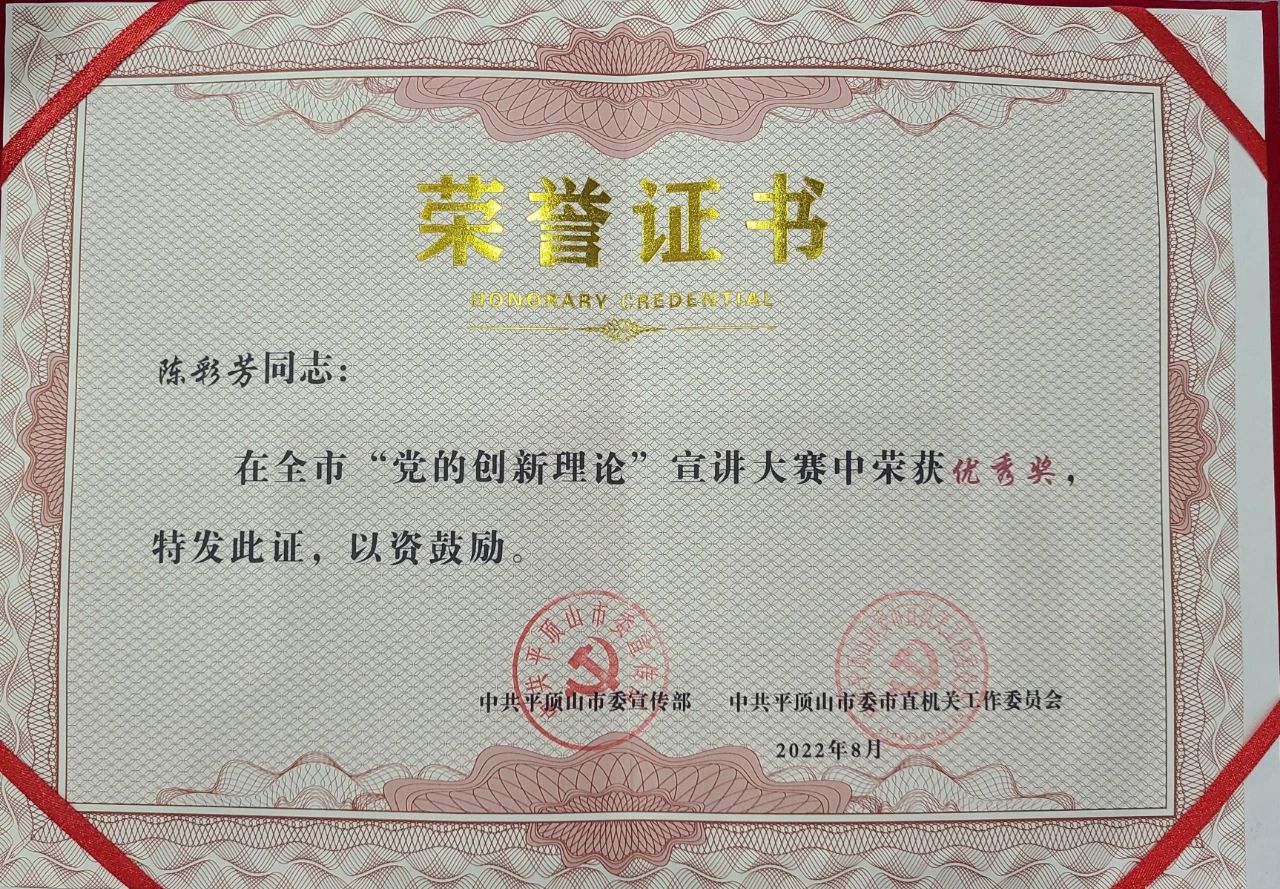 荣誉证书
HONORARY CREDENTIAL
陈彩芳同志：
在全市“党的创新理论”宣讲大赛中荣获优秀奖，
特发此证，以资鼓励。
中共平顶山市委宣传部 中共平顶山市委市直机关工作委员会
2022年8月